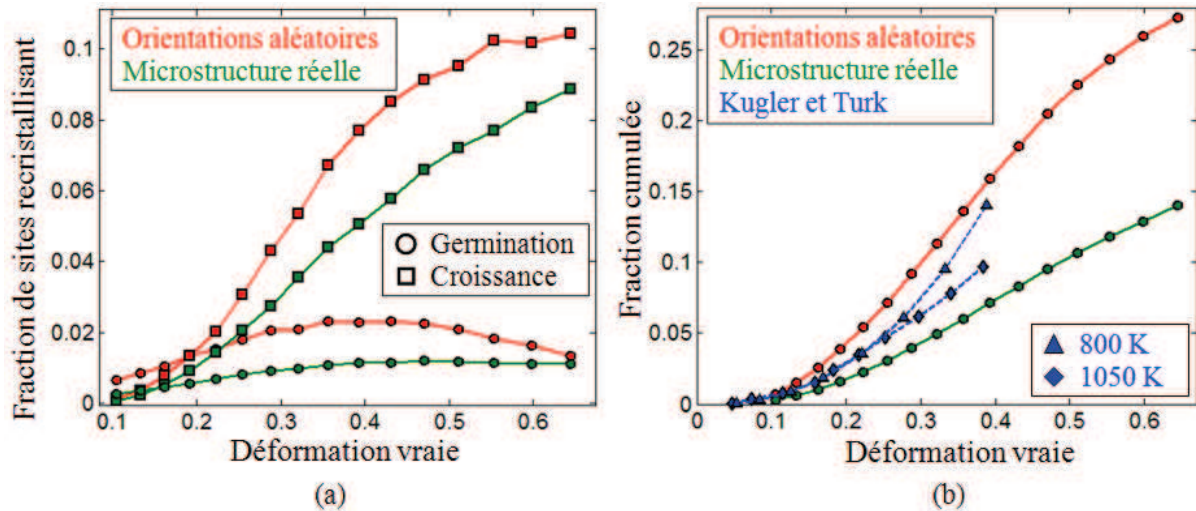 Orientations aléatoires
Microstructure réelle
Germination
Croissance
Fraction de sites recristallisant
0.1
0.08
0.06
0.04
0.02
0
0.1 0.2 0.3 0.4 0.5 0.6
Déformation vraie
(a)
Orientations aléatoires
Microstructure réelle
Kugler et Turk
800 K
1050 K
Fraction cumulée
0.25
0.2
0.15
0.1
0.05
0
0 0.1 0.2 0.3 0.4 0.5 0.6
Déformation vraie
(b)